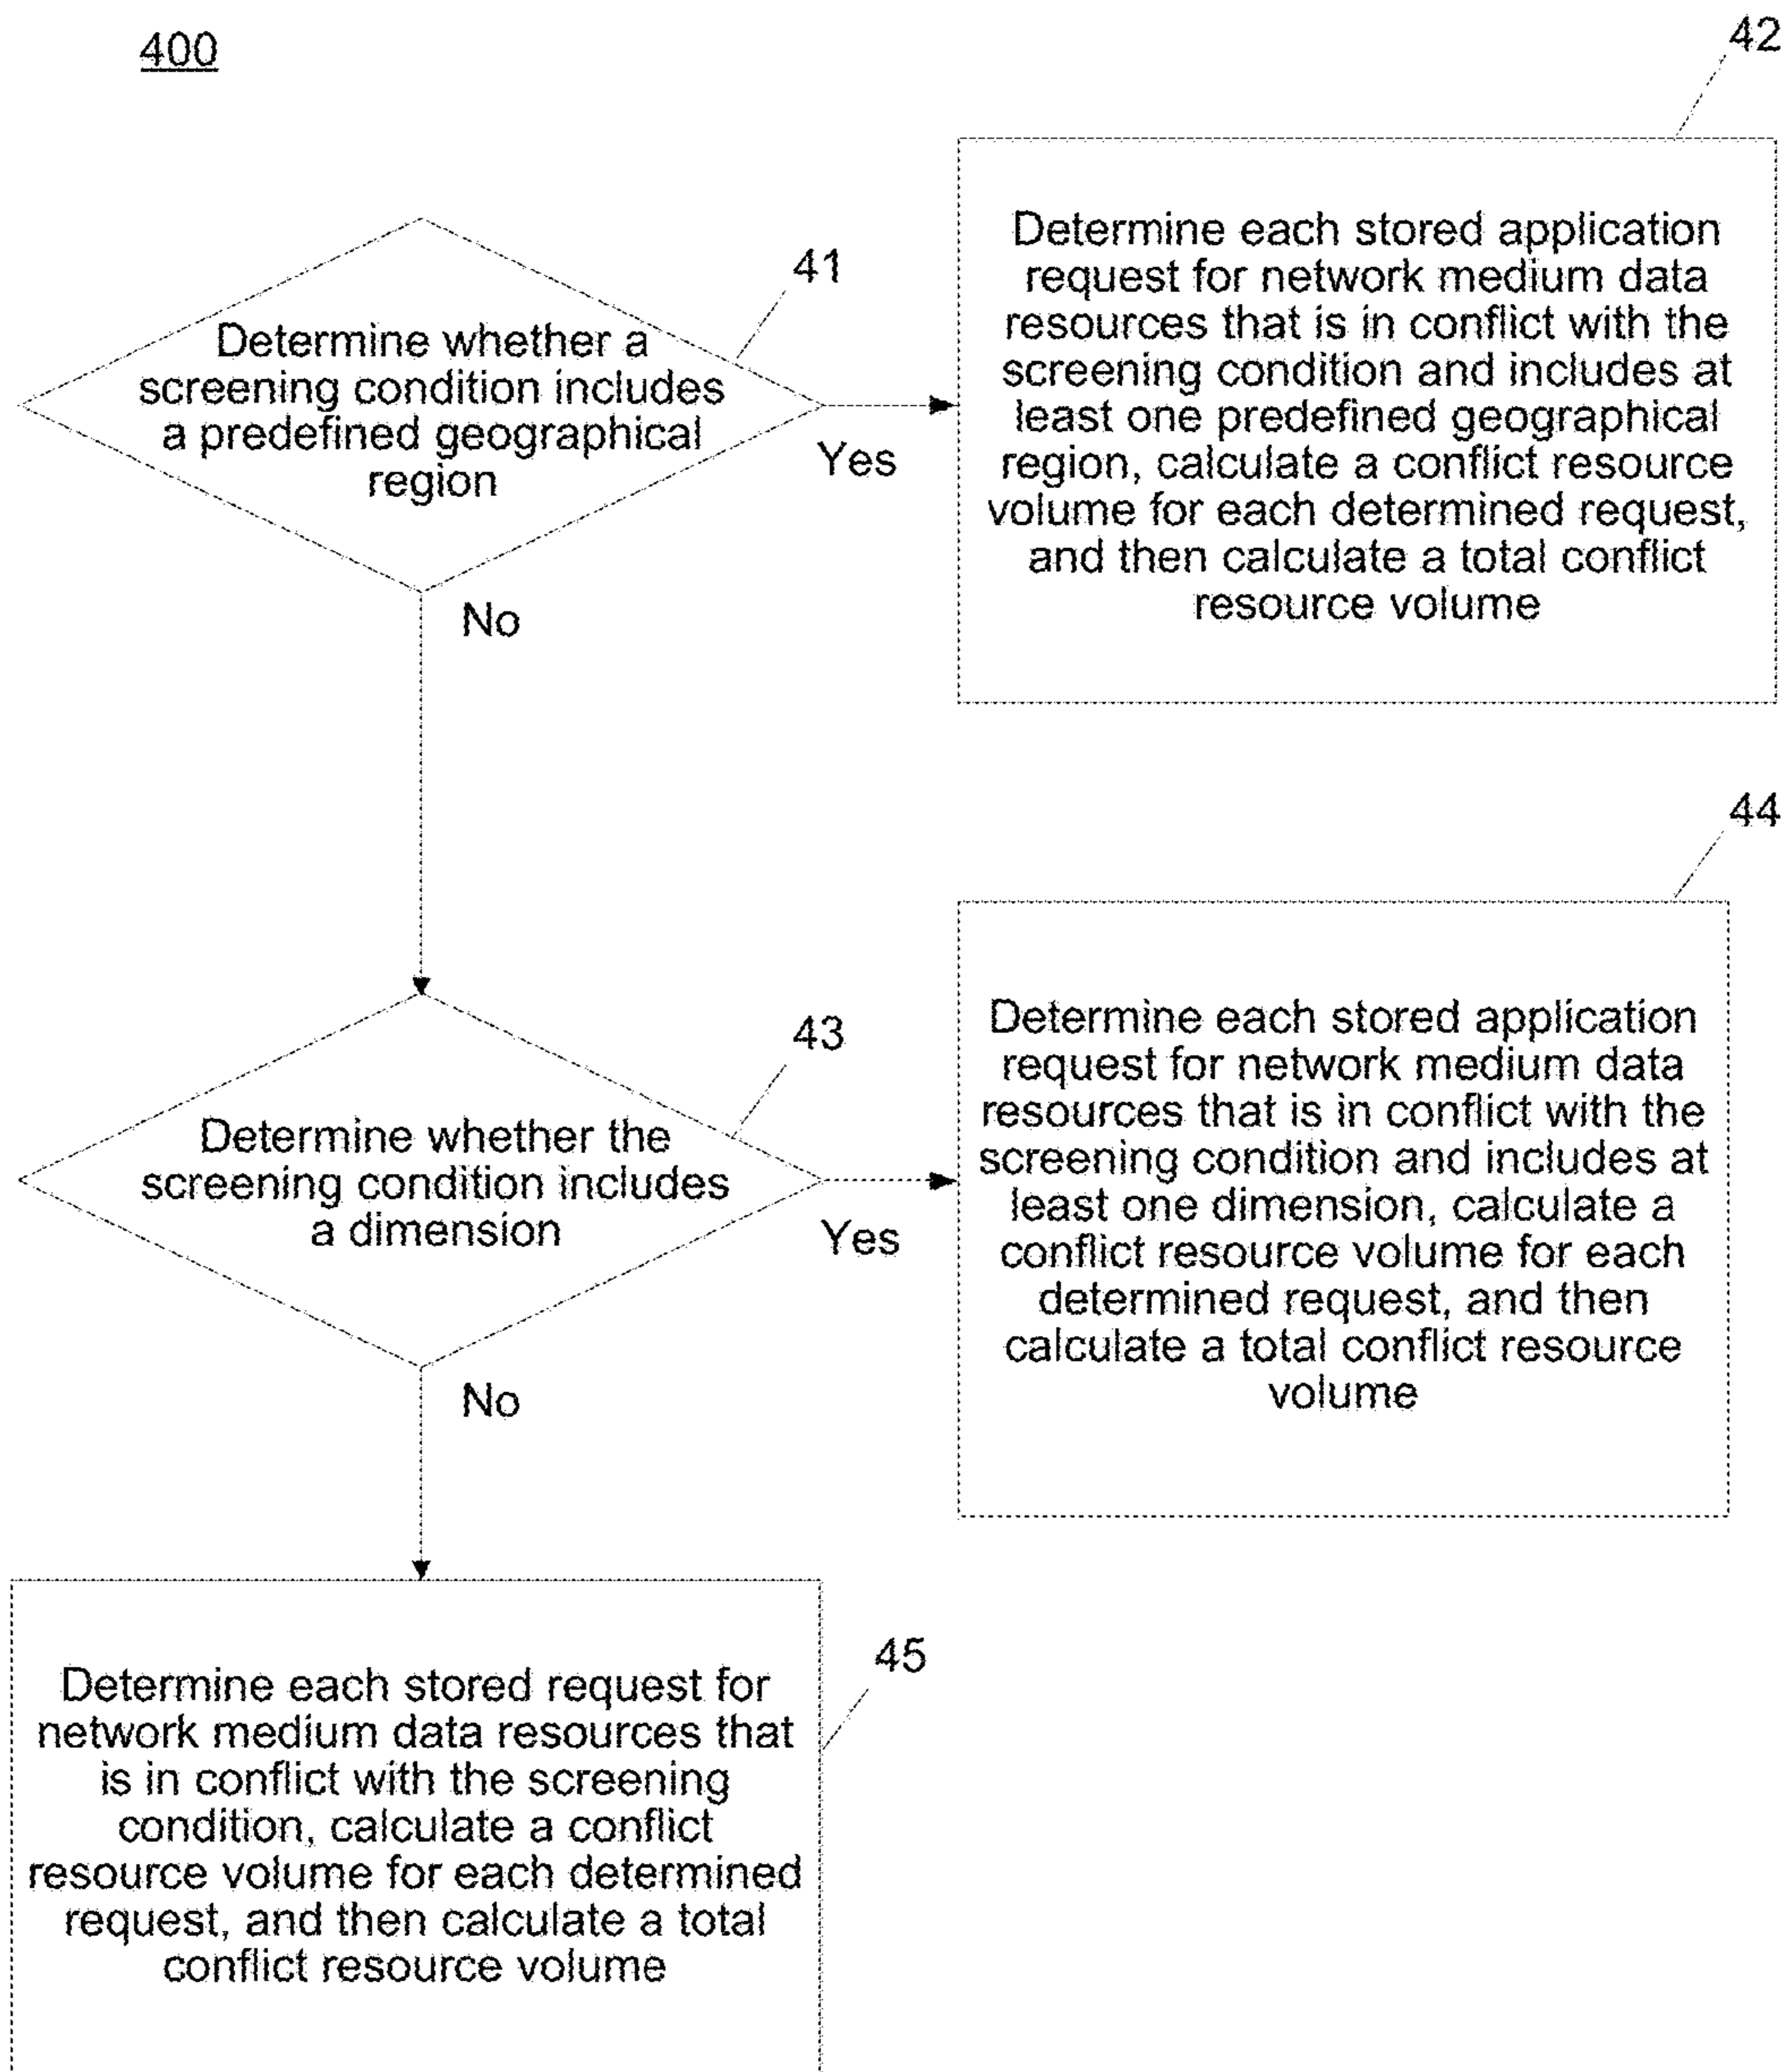 400
42
41
Determine whether a
screening condition includes
a predefined geographical
region
Yes
No
Determine each stored application
request for network medium data
resources that is in conflict with the
screening condition and includes at
least one predefined geographical
region, calculate a conflict resource
volume for each determined request,
and then calculate a total conflict
resource volume
44
43
Determine whether the
screening condition includes
a dimension
Yes
No
Determine each stored application
request for network medium data
resources that is in conflict with the
screening condition and includes at
least one dimension, calculate a
conflict resource volume for each
determined request, and then
calculate a total conflict resource
volume
45
Determine each stored request for
network medium data resources that
is in conflict with the screening
condition, calculate a conflict
resource volume for each determined
request, and then calculate a total
conflict resource volume